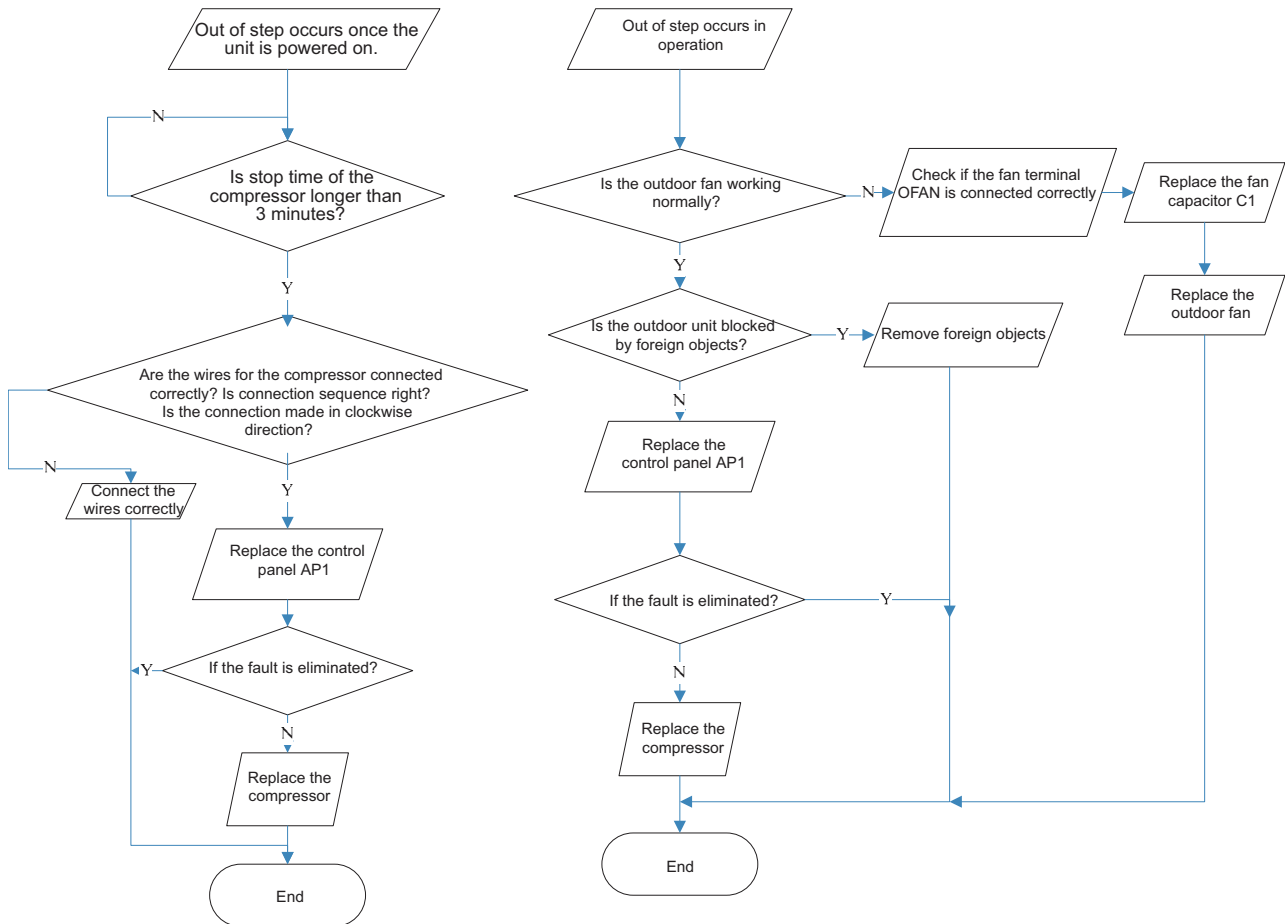 Out of step occurs once the
unit is powered on.
N
Is stop time of the
compressor longer than
3 minutes?
Y
Are the wires for the compressor connected
correctly? Is connection sequence right?
Is the connection made in clockwise
direction?
N
Connect the
wires correctly
Y
Replace the control
panel AP1
If the fault is eliminated?
Y
N
Replace the
compressor
End
Out of step occurs in
operation
Is the outdoor fan working
normally?
N
Check if the fan terminal
OFAN is connected correctly
Replace the fan
capacitor C1
Replace the
outdoor fan
Y
Is the outdoor unit blocked
by foreign objects?
Y
Remove foreign objects
N
Replace the
control panel AP1
If the fault is eliminated?
Y
N
Replace the
compressor
End